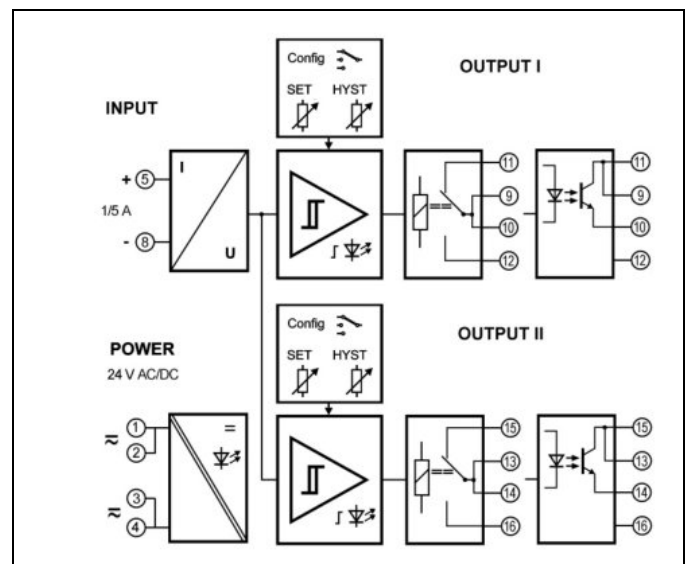 Config
SET HYST
OUTPUT I
INPUT
+ 5
1/5 A
- 8
I
U
11
9
10
12
11
9
10
12
Config
SET HYST
OUTPUT II
POWER
24 V AC/DC
1
2
3
4
=
15
13
14
16
15
13
14
16